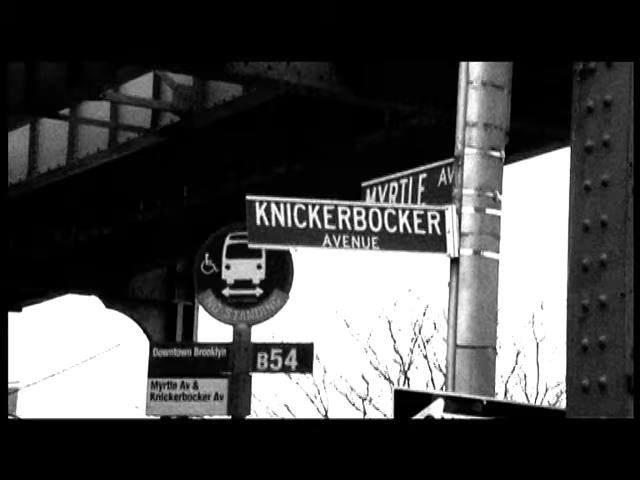 MYRTLE AV
KNICKERBOCKER
AVENUE
NO STANDING
Downtown Brooklyn
B54
Myrtle Av &
Knickerbocker Av